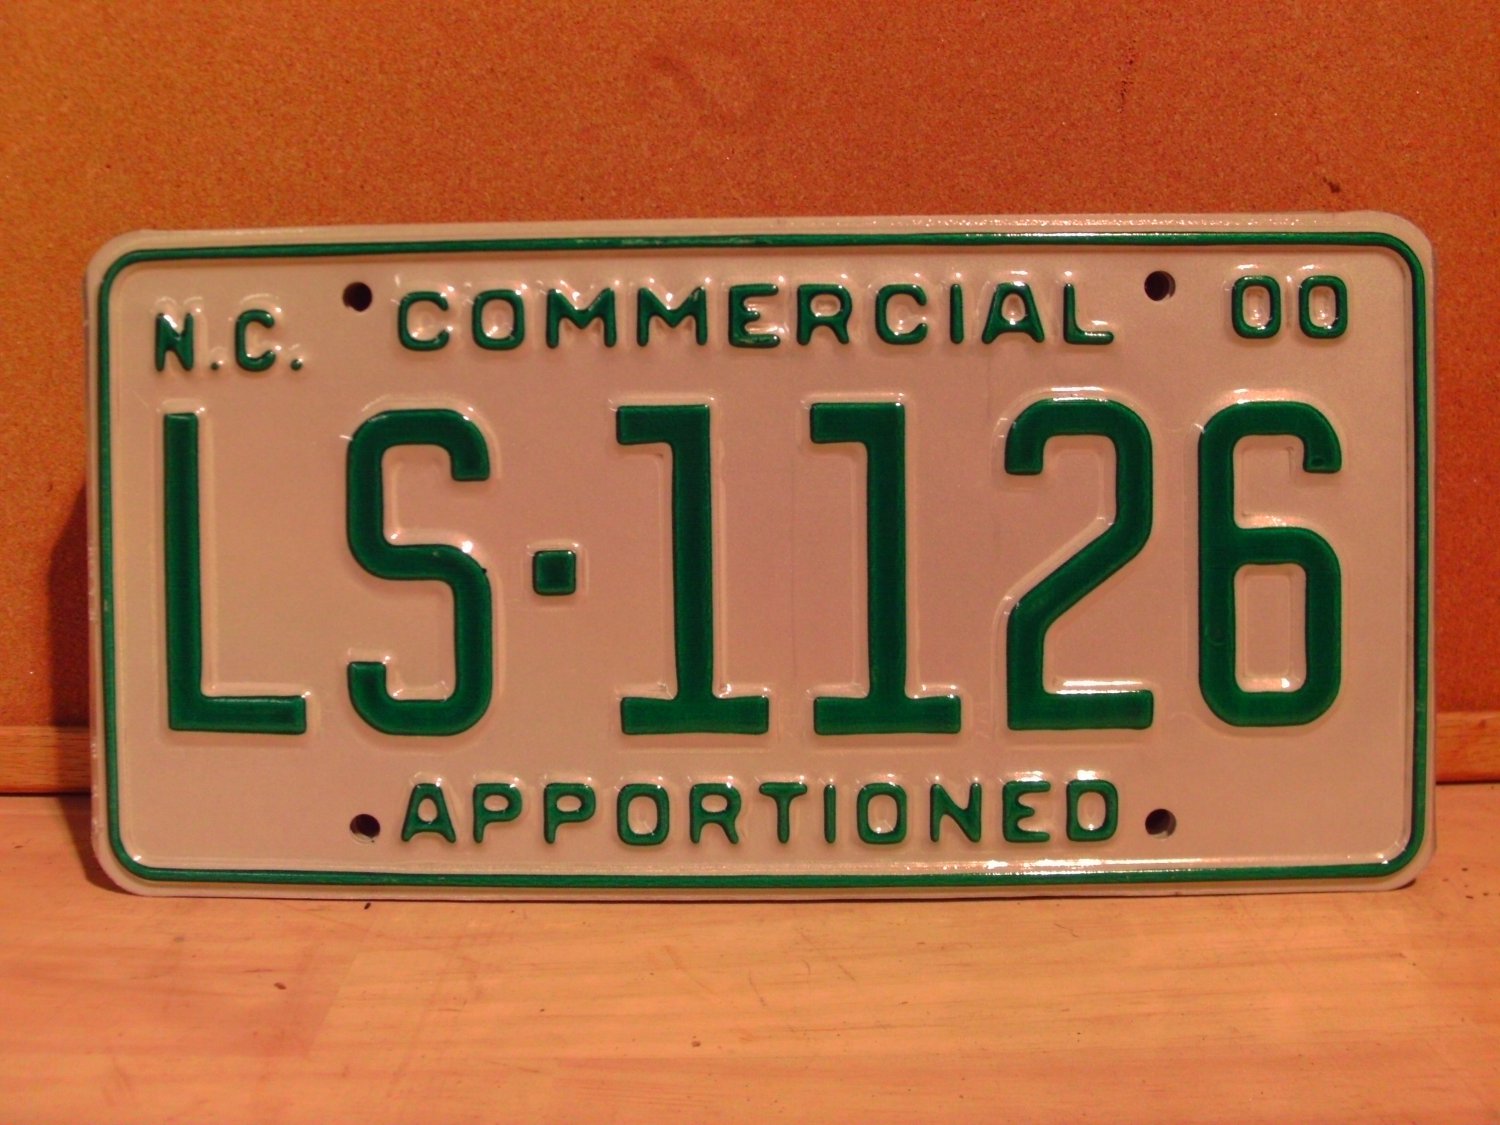 N.C. COMMERCIAL 00
LS·1126
APPORTIONED